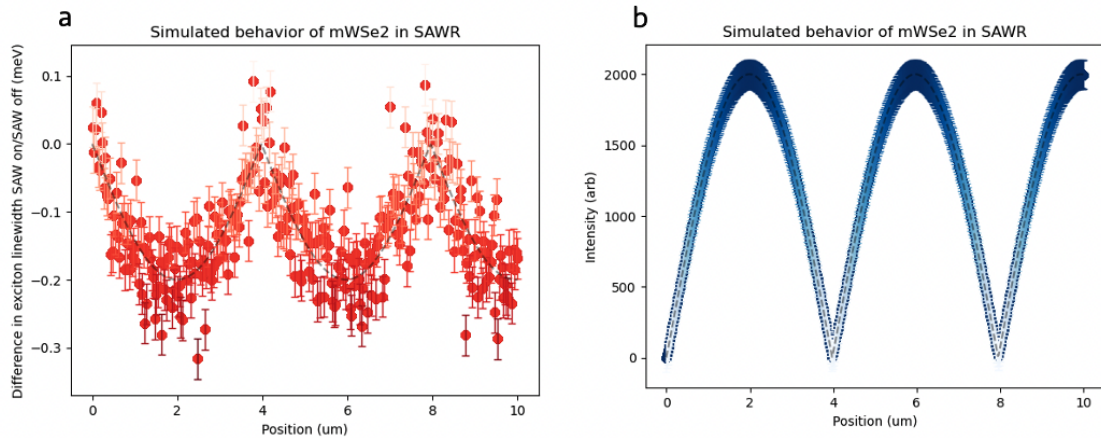 a
Simulated behavior of mWSe2 in SAWR
Difference in exciton linewidth SAW on/SAW off (meV)
0.1
0.0
−0.1
−0.2
−0.3
0
2
4
6
8
10
Position (um)
b
Simulated behavior of mWSe2 in SAWR
Intensity (arb)
2000
1500
1000
500
0
0
2
4
6
8
10
Position (um)